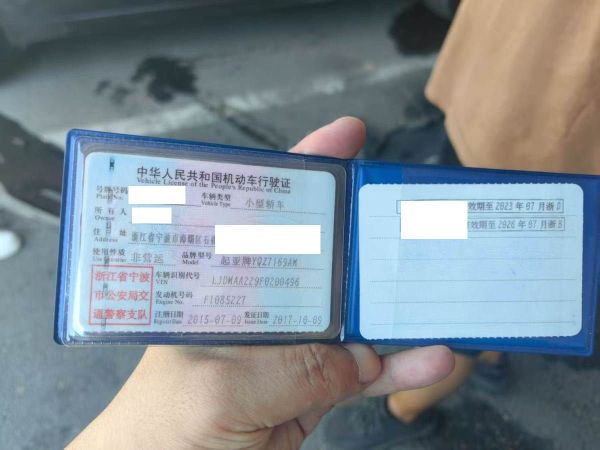 中华人民共和国机动车行驶证
Vehicle License of the People's Republic of China
号牌号码 车辆类型 小型轿车
Plate No. Vehicle Type
所有人
Owner
住址 浙江省宁波市海曙区石
Address
使用性质 非营运 品牌型号 起亚牌YQZ7169AM
Use Character Model
浙江省宁波市公安局交通警察支队
车辆识别代号 LJDMAA229F0200496
VIN
发动机号码 F1085227
Engine No.
注册日期 2015-07-09 发证日期 2017-10-09
Register Date Issue Date
效期至2023年07月浙D
效期至2026年07月浙B